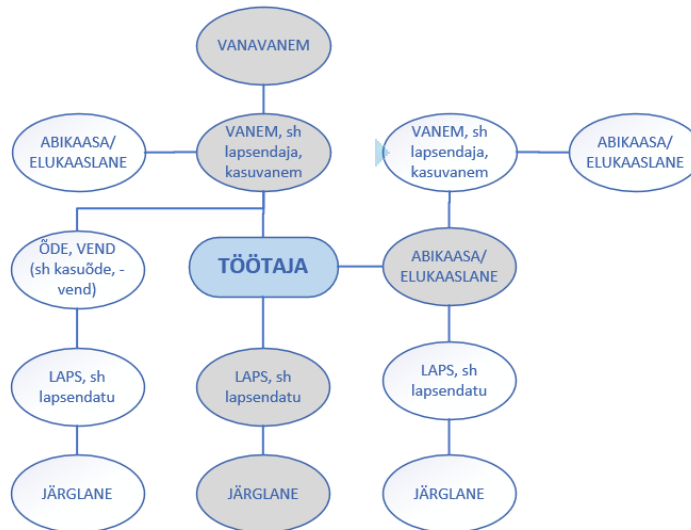 VANAVANEM
ABIKAASA/
ELUKAASLANE
VANEM, sh
lapsendaja,
kasuvanem
VANEM, sh
lapsendaja,
kasuvanem
ABIKAASA/
ELUKAASLANE
ÕDE, VEND
(sh kasuõde, -
vend)
TÖÖTAJA
ABIKAASA/
ELUKAASLANE
LAPS, sh
lapsendatu
LAPS, sh
lapsendatu
LAPS, sh
lapsendatu
JÄRGLANE
JÄRGLANE
JÄRGLANE